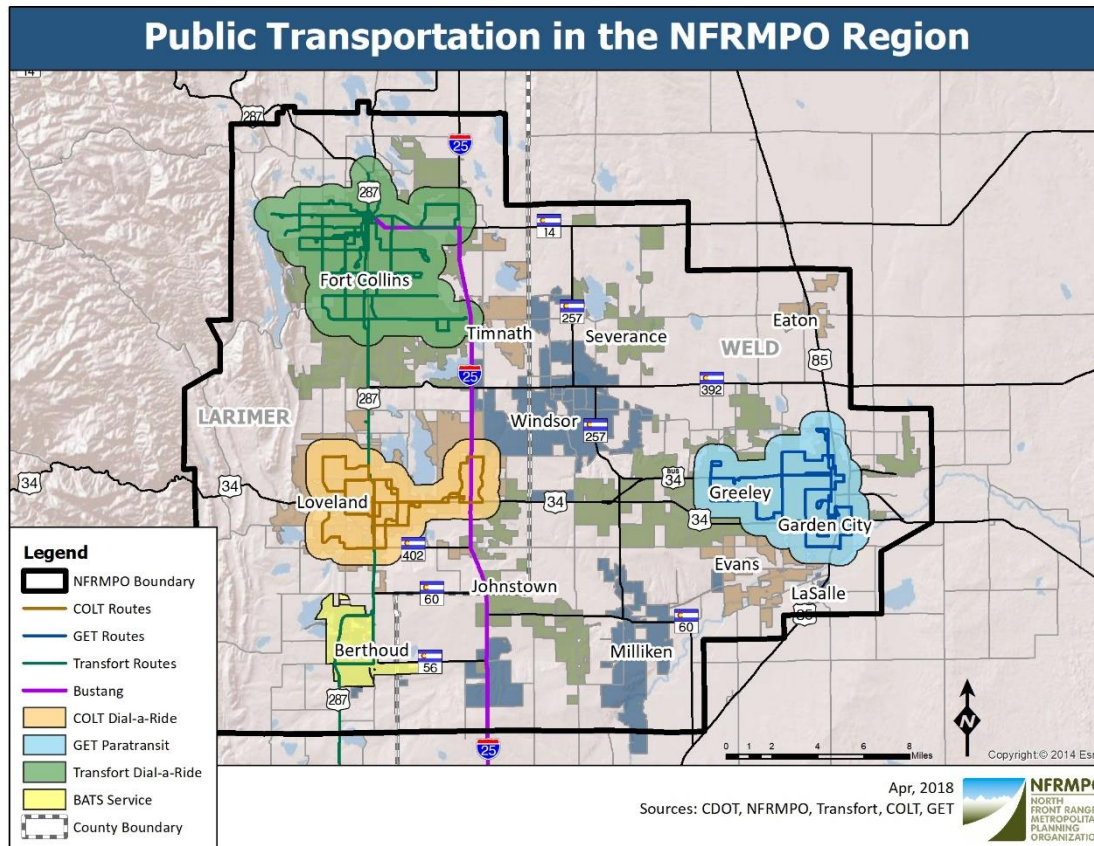 Public Transportation in the NFRMPO Region
14
287
25
287
14
Fort Collins
257
Timnath
Severance
Eaton
WELD
85
25
392
287
LARIMER
Windsor
257
34
34
Loveland
BUS
34
Greeley
34
34
Garden City
402
Evans
Johnstown
60
LaSalle
85
60
Berthoud
56
Milliken
287
25
Legend
NFRMPO Boundary
COLT Routes
GET Routes
Transfort Routes
Bustang
COLT Dial-a-Ride
GET Paratransit
Transfort Dial-a-Ride
BATS Service
County Boundary
N
0 2 4 6 8
Miles
Copyright:© 2014 Esr
Apr, 2018
Sources: CDOT, NFRMPO, Transfort, COLT, GET
NFRMPO
NORTH
FRONT RANGE
METROPOLITA
PLANNING
ORGANIZATIO